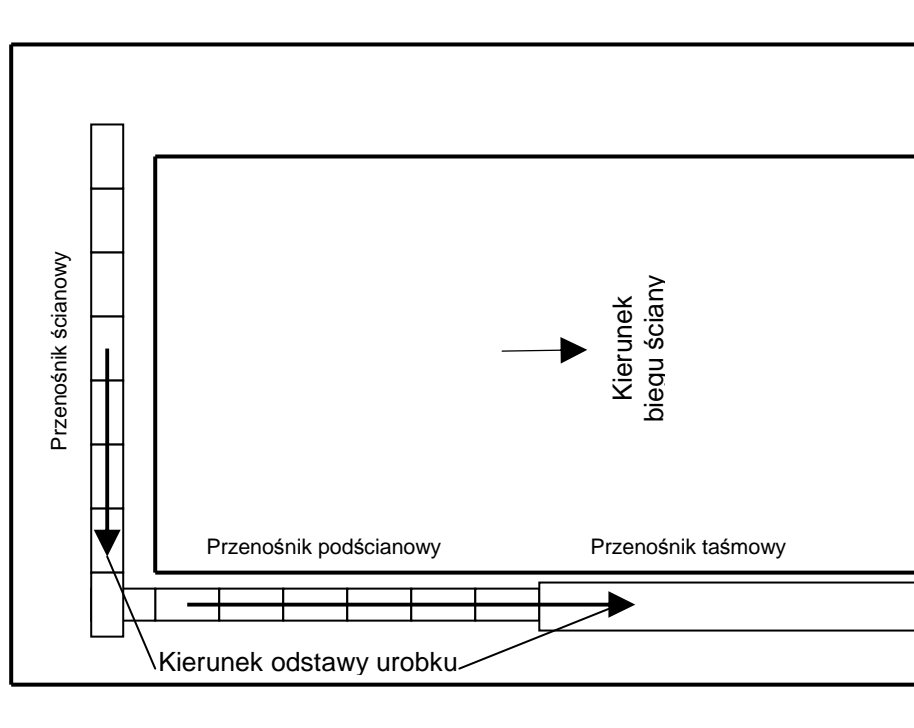 Przenośnik ścianowy
Kierunek
biegu ściany
Przenośnik podścianowy
Przenośnik taśmowy
Kierunek odstawy urobku